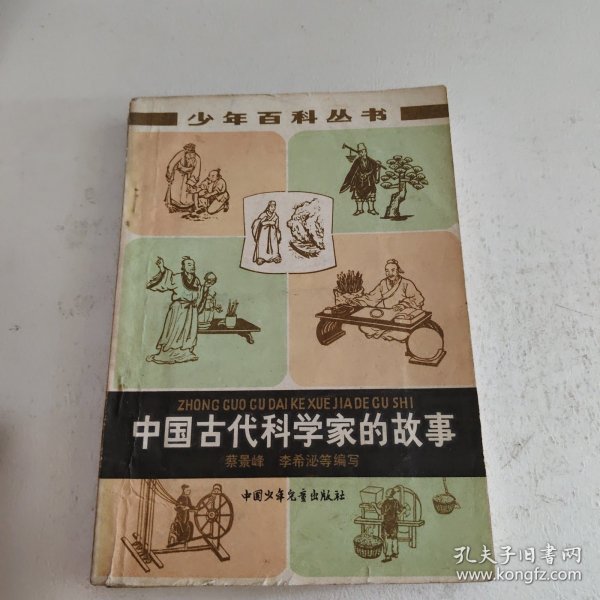 少年百科丛书
ZHONG GUO GU DAI KE XUE JIA DE GU SHI
中国古代科学家的故事
蔡景峰 李希泌等编写
中国少年儿童出版社
孔夫子旧书网
www.kongfz.com